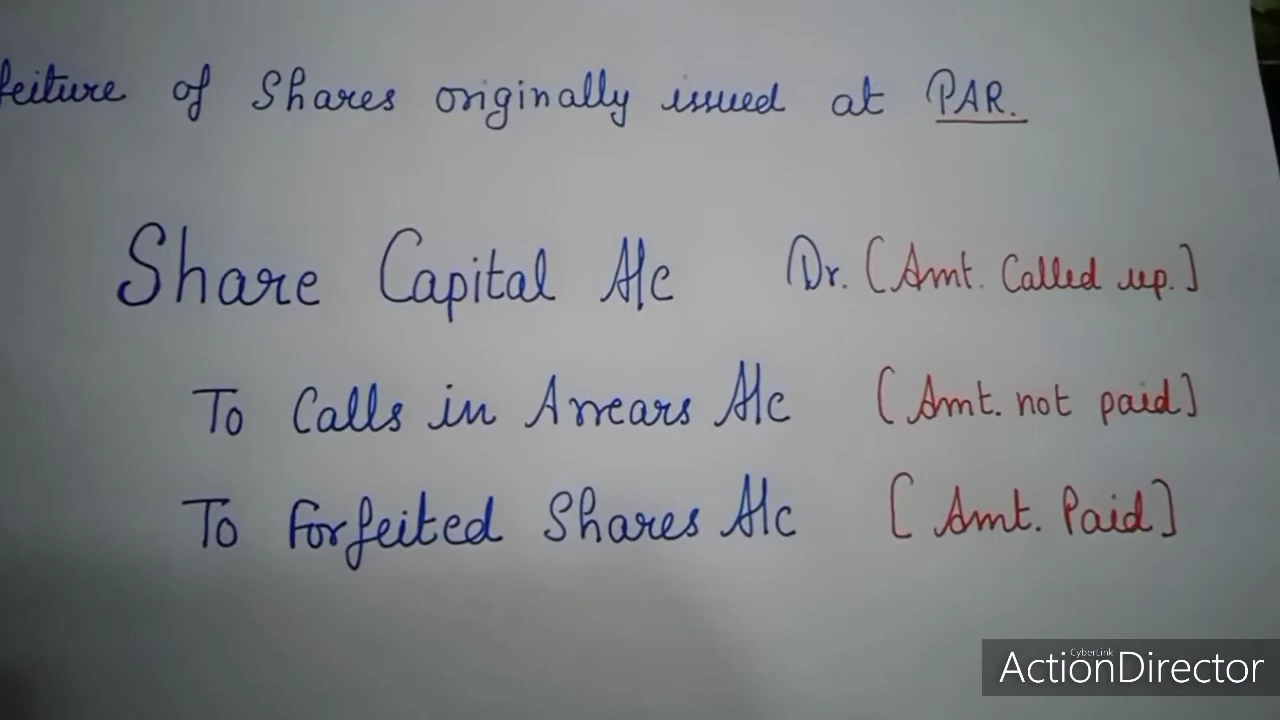 feiture of Shares originally issued at PAR.
Share Capital A/c Dr. [Amt. Called up.]
To Calls in Arrears A/c [Amt. not paid]
To Forfeited Shares A/c [Amt. Paid]
CyberLink
ActionDirector